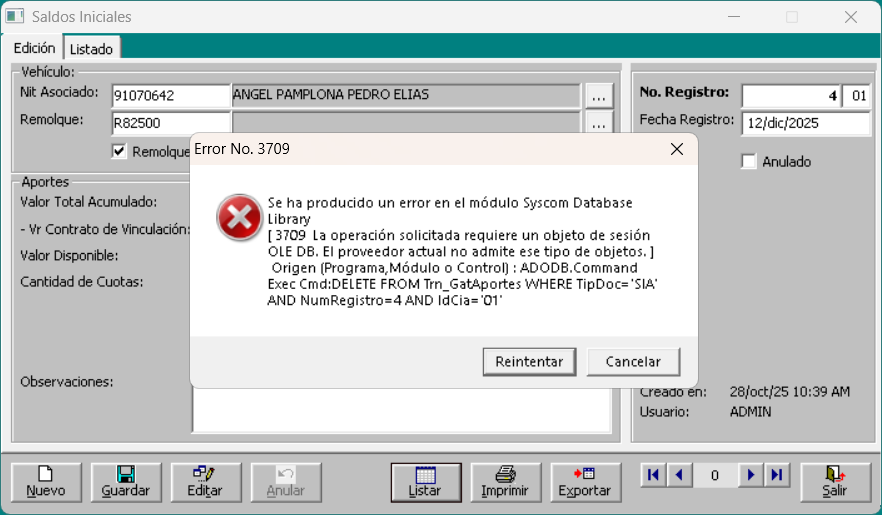 Saldos Iniciales
Edición
Listado
Vehículo:
Nit Asociado:
91070642
ANGEL PAMPLONA PEDRO ELIAS
...
Remolque:
R82500
...
Remolque
No. Registro:
4
01
Fecha Registro:
12/dic/2025
Anulado
Aportes
Valor Total Acumulado:
- Vr Contrato de Vinculación:
Valor Disponible:
Cantidad de Cuotas:
Observaciones:
Error No. 3709
Se ha producido un error en el módulo Syscom Database
Library
[ 3709 La operación solicitada requiere un objeto de sesión
OLE DB. El proveedor actual no admite ese tipo de objetos. ]
Origen (Programa,Módulo o Control) : ADODB.Command
Exec Cmd:DELETE FROM Trn_GatAportes WHERE TipDoc='SIA'
AND NumRegistro=4 AND IdCia='01'
Reintentar
Cancelar
Creado en:
28/oct/25 10:39 AM
Usuario:
ADMIN
Nuevo
Guardar
Editar
Anular
Listar
Imprimir
Exportar
0
Salir